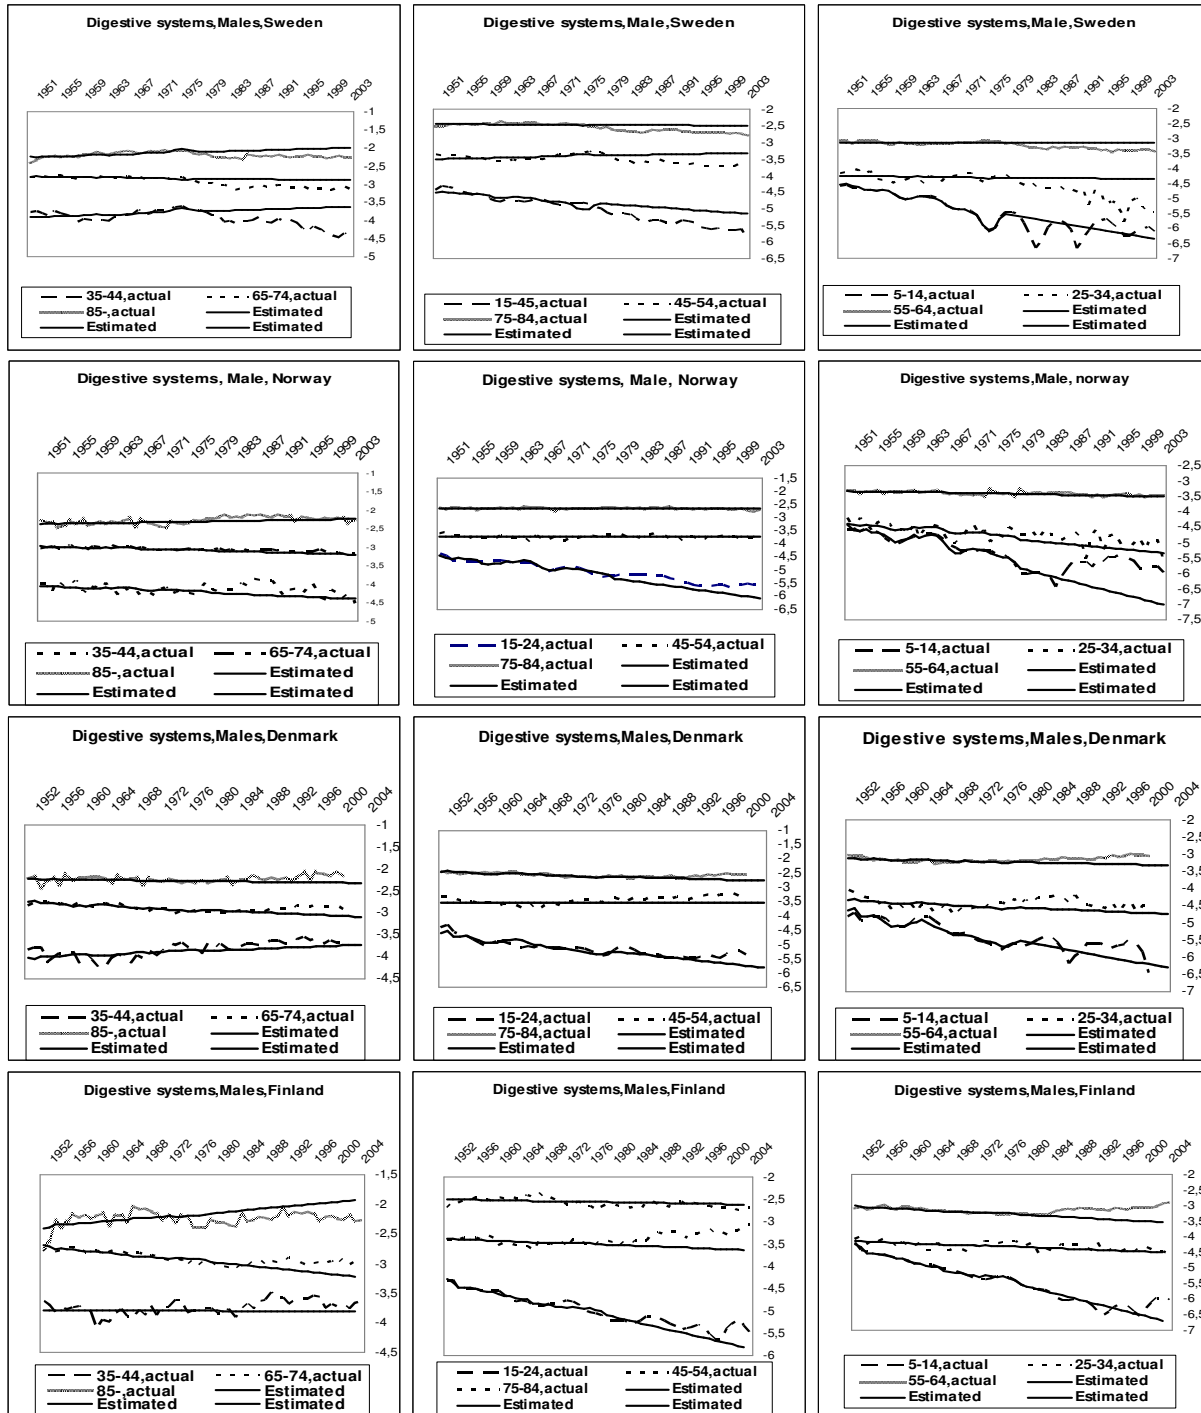 Digestive systems,Males,Sweden
1951 1955 1959 1963 1967 1971 1975 1979 1983 1987 1991 1995 1999 2003
-1
-1,5
-2
-2,5
-3
-3,5
-4
-4,5
-5
35-44,actual 65-74,actual
85-,actual Estimated
Estimated Estimated
Digestive systems,Male,Sweden
1951 1955 1959 1963 1967 1971 1975 1979 1983 1987 1991 1995 1999 2003
-2
-2,5
-3
-3,5
-4
-4,5
-5
-5,5
-6
-6,5
15-45,actual 45-54,actual
75-84,actual Estimated
Estimated Estimated
Digestive systems,Male,Sweden
1951 1955 1959 1963 1967 1971 1975 1979 1983 1987 1991 1995 1999 2003
-2
-2,5
-3
-3,5
-4
-4,5
-5
-5,5
-6
-6,5
-7
5-14,actual 25-34,actual
55-64,actual Estimated
Estimated Estimated
Digestive systems, Male, Norway
1951 1955 1959 1963 1967 1971 1975 1979 1983 1987 1991 1995 1999 2003
-1
-1,5
-2
-2,5
-3
-3,5
-4
-4,5
-5
35-44,actual 65-74,actual
85-,actual Estimated
Estimated Estimated
Digestive systems, Male, Norway
1951 1955 1959 1963 1967 1971 1975 1979 1983 1987 1991 1995 1999 2003
-1,5
-2
-2,5
-3
-3,5
-4
-4,5
-5
-5,5
-6
-6,5
15-24,actual 45-54,actual
75-84,actual Estimated
Estimated Estimated
Digestive systems,Male,norway
1951 1955 1959 1963 1967 1971 1975 1979 1983 1987 1991 1995 1999 2003
-2,5
-3
-3,5
-4
-4,5
-5
-5,5
-6
-6,5
-7
-7,5
5-14,actual 25-34,actual
55-64,actual Estimated
Estimated Estimated
Digestive systems,Males,Denmark
1952 1956 1960 1964 1968 1972 1976 1980 1984 1988 1992 1996 2000 2004
-1
-1,5
-2
-2,5
-3
-3,5
-4
-4,5
35-44,actual 65-74,actual
85-,actual Estimated
Estimated Estimated
Digestive systems,Males,Denmark
1952 1956 1960 1964 1968 1972 1976 1980 1984 1988 1992 1996 2000 2004
-1
-1,5
-2
-2,5
-3
-3,5
-4
-4,5
-5
-5,5
-6
-6,5
15-24,actual 45-54,actual
75-84,actual Estimated
Estimated Estimated
Digestive systems,Males,Denmark
1952 1956 1960 1964 1968 1972 1976 1980 1984 1988 1992 1996 2000 2004
-2
-3
-3,5
-4
-4,5
-5
-5,5
-6
-6,5
-7
5-14,actual 25-34,actual
55-64,actual Estimated
Estimated Estimated
Digestive systems,Males,Finland
1952 1956 1960 1964 1968 1972 1976 1980 1984 1988 1992 1996 2000 2004
-1,5
-2
-2,5
-3
-3,5
-4
-4,5
35-44,actual 65-74,actual
85-,actual Estimated
Estimated Estimated
Digestive systems,Males,Finland
1952 1956 1960 1964 1968 1972 1976 1980 1984 1988 1992 1996 2000 2004
-2
-2,5
-3
-3,5
-4
-4,5
-5
-5,5
-6
15-24,actual 45-54,actual
75-84,actual Estimated
Estimated Estimated
Digestive systems,Males,Finland
1952 1956 1960 1964 1968 1972 1976 1980 1984 1988 1992 1996 2000 2004
-2
-2,5
-3
-3,5
-4
-4,5
-5
-5,5
-6
-6,5
-7
5-14,actual 25-34,actual
55-64,actual Estimated
Estimated Estimated